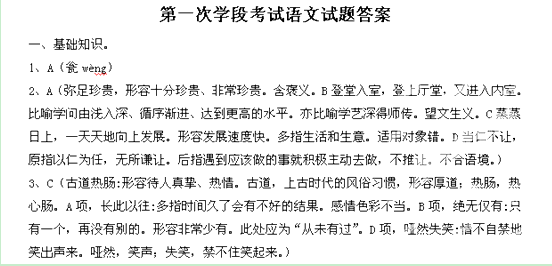 第一次学段考试语文试题答案
一、基础知识。
1、A（瓮 wèng）
2、A（弥足珍贵，形容十分珍贵、非常珍贵。含褒义。B 登堂入室，登上厅堂，又进入内室。
比喻学问由浅入深、循序渐进、达到更高的水平。亦比喻学艺深得师传。望文生义。C 蒸蒸
日上，一天天地向上发展。形容发展速度快。多指生活和生意。适用对象错。D 当仁不让，
原指以仁为任，无所谦让。后指遇到应该做的事就积极主动去做，不推让。不合语境。）
3、C（古道热肠:形容待人真挚、热情。古道，上古时代的风俗习惯，形容厚道；热肠，热
心肠。A 项，长此以往:多指时间久了会有不好的结果。感情色彩不当。B 项，绝无仅有:只
有一个，再没有别的。形容非常少有。此处应为“从未有过”。D 项，哑然失笑:情不自禁地
笑出声来。哑然，笑声；失笑，禁不住笑起来。）